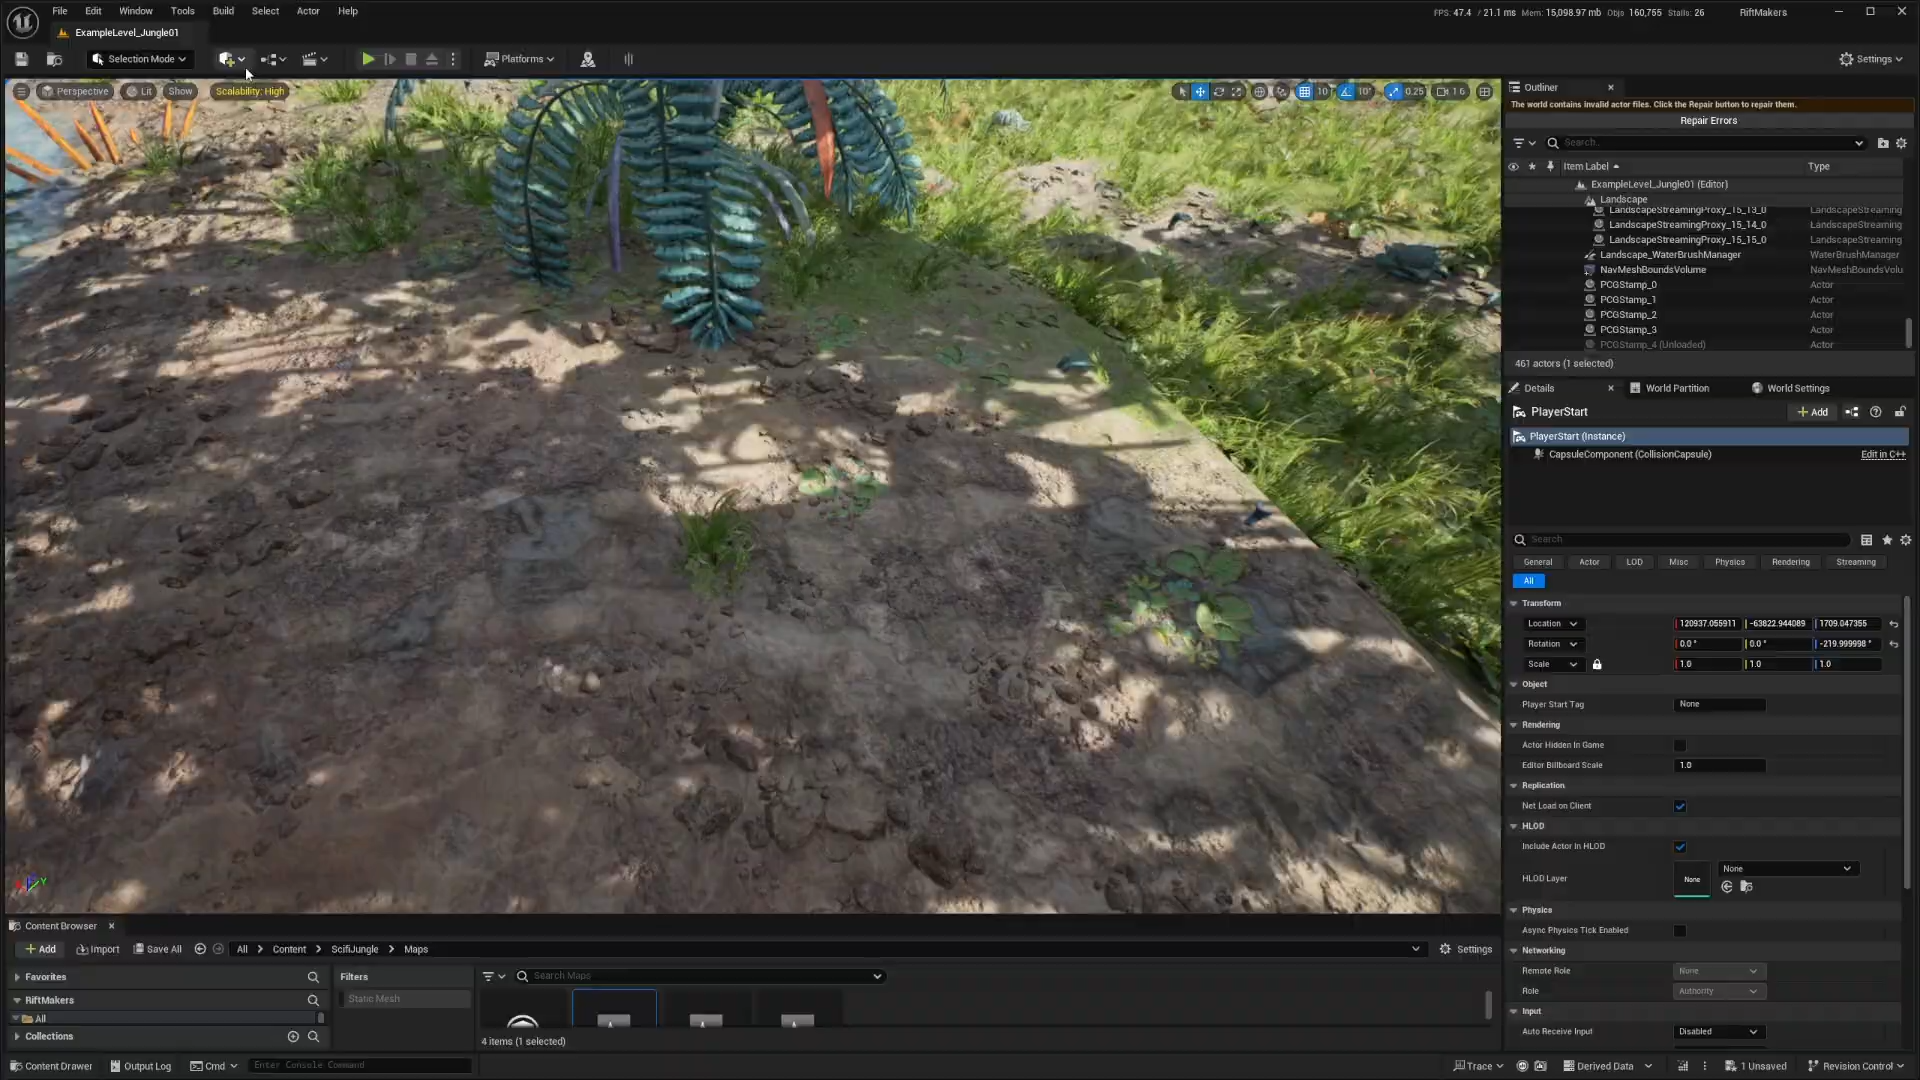 File Edit Window Tools Build Select Actor Help
FPS: 47.4 / 21.1 ms Mem: 15,098.97 mb Objs: 160,755 Stalls: 26 RiftMakers
ExampleLevel_Jungle01
Selection Mode Platforms Settings
Perspective Lit Show Scalability: High 10 10° 0.25 1.6
Outliner
The world contains invalid actor files. Click the Repair button to repair them.
Repair Errors
Search...
Item Label Type
ExampleLevel_Jungle01 (Editor)
Landscape
LandscapeStreamingProxy_15_13_0 LandscapeStreaming
LandscapeStreamingProxy_15_14_0 LandscapeStreaming
LandscapeStreamingProxy_15_15_0 LandscapeStreaming
Landscape_WaterBrushManager WaterBrushManager
NavMeshBoundsVolume NavMeshBoundsVolu
PCGStamp_0 Actor
PCGStamp_1 Actor
PCGStamp_2 Actor
PCGStamp_3 Actor
PCGStamp_4 (Unloaded) Actor
461 actors (1 selected)
Details World Partition World Settings
PlayerStart Add
PlayerStart (Instance)
CapsuleComponent (CollisionCapsule) Edit in C++
Search
General Actor LOD Misc Physics Rendering Streaming
All
Transform
Location 120937.055911 -63822.944089 1709.047355
Rotation 0.0 ° 0.0 ° -219.999998 °
Scale 1.0 1.0 1.0
Object
Player Start Tag None
Rendering
Actor Hidden In Game
Editor Billboard Scale 1.0
Replication
Net Load on Client
HLOD
Include Actor in HLOD
HLOD Layer None None
Physics
Async Physics Tick Enabled
Networking
Remote Role None
Role Authority
Input
Auto Receive Input Disabled
Content Browser
Add Import Save All All Content ScifiJungle Maps Settings
Favorites Filters Search Maps
RiftMakers Static Mesh
All
Collections
4 items (1 selected)
Content Drawer Output Log Cmd Enter Console Command Trace Derived Data 1 Unsaved Revision Control